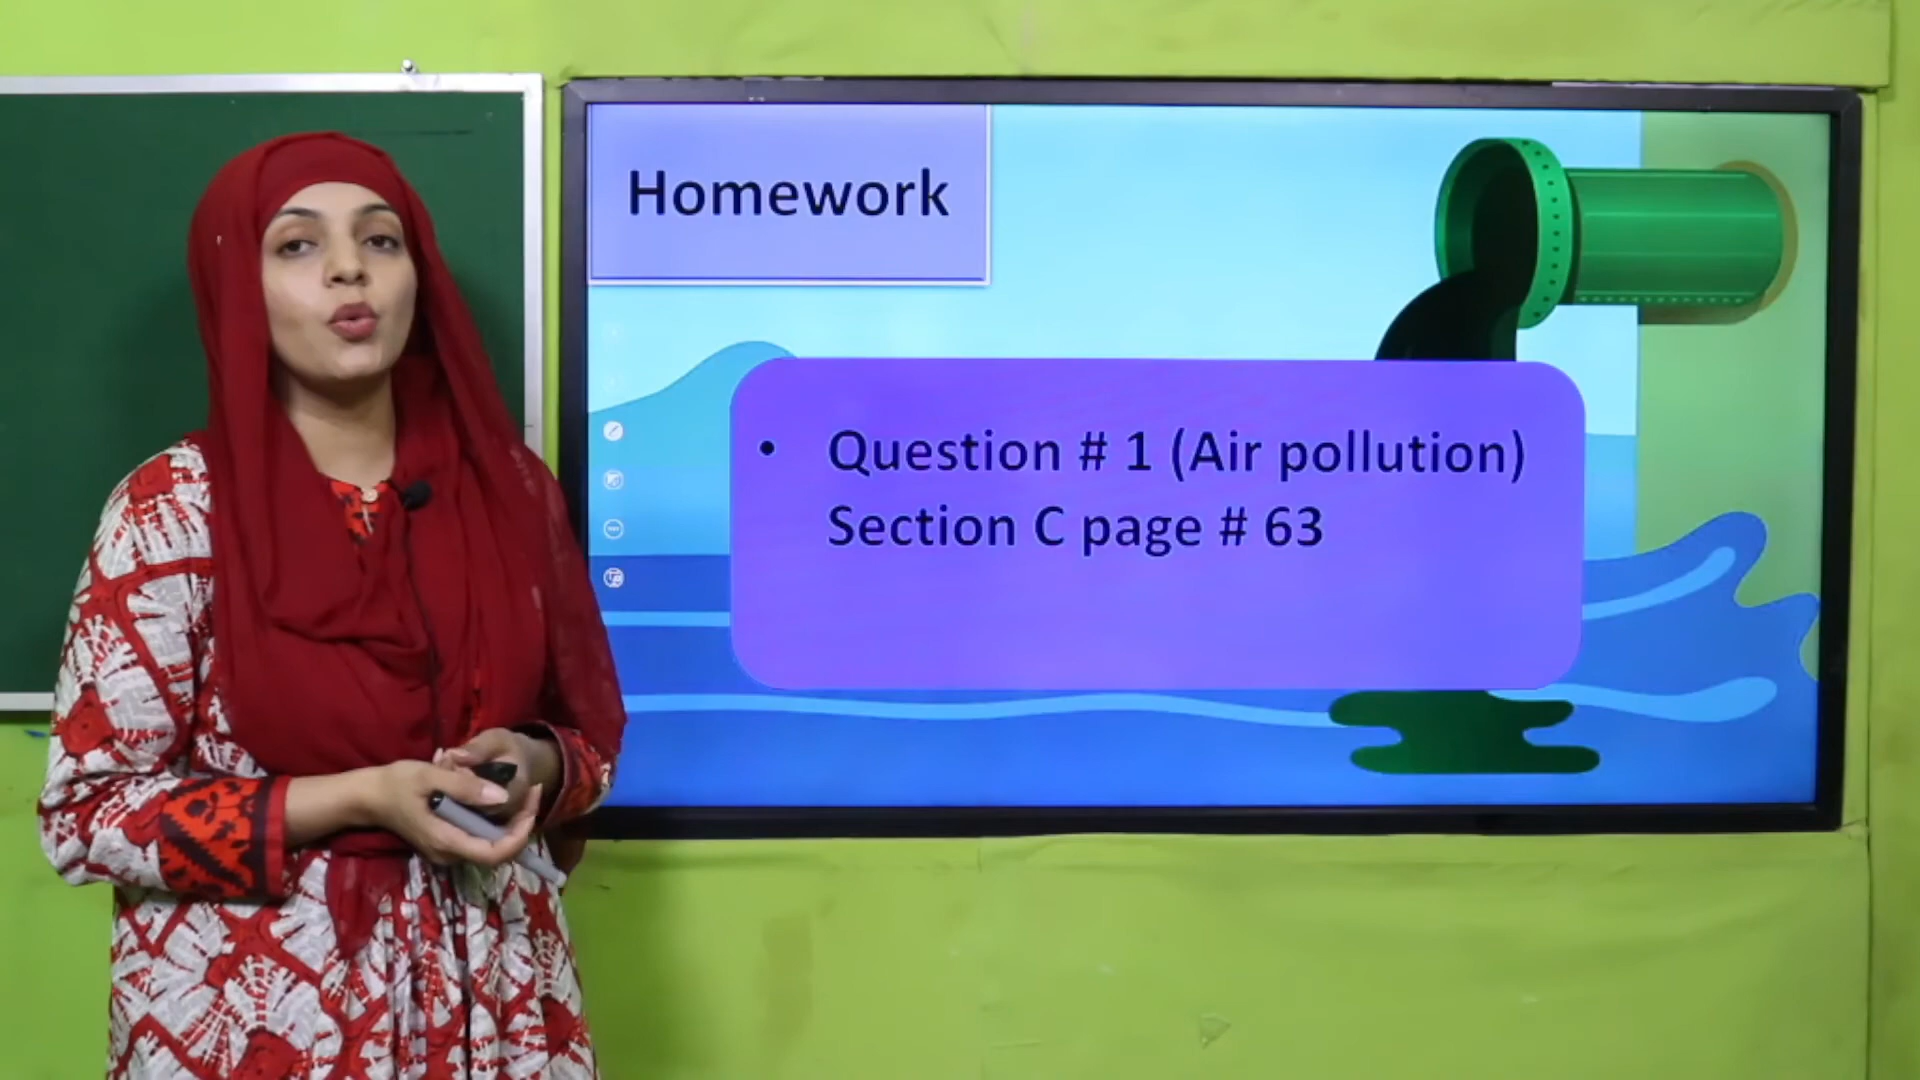 Homework
• Question # 1 (Air pollution)
Section C page # 63